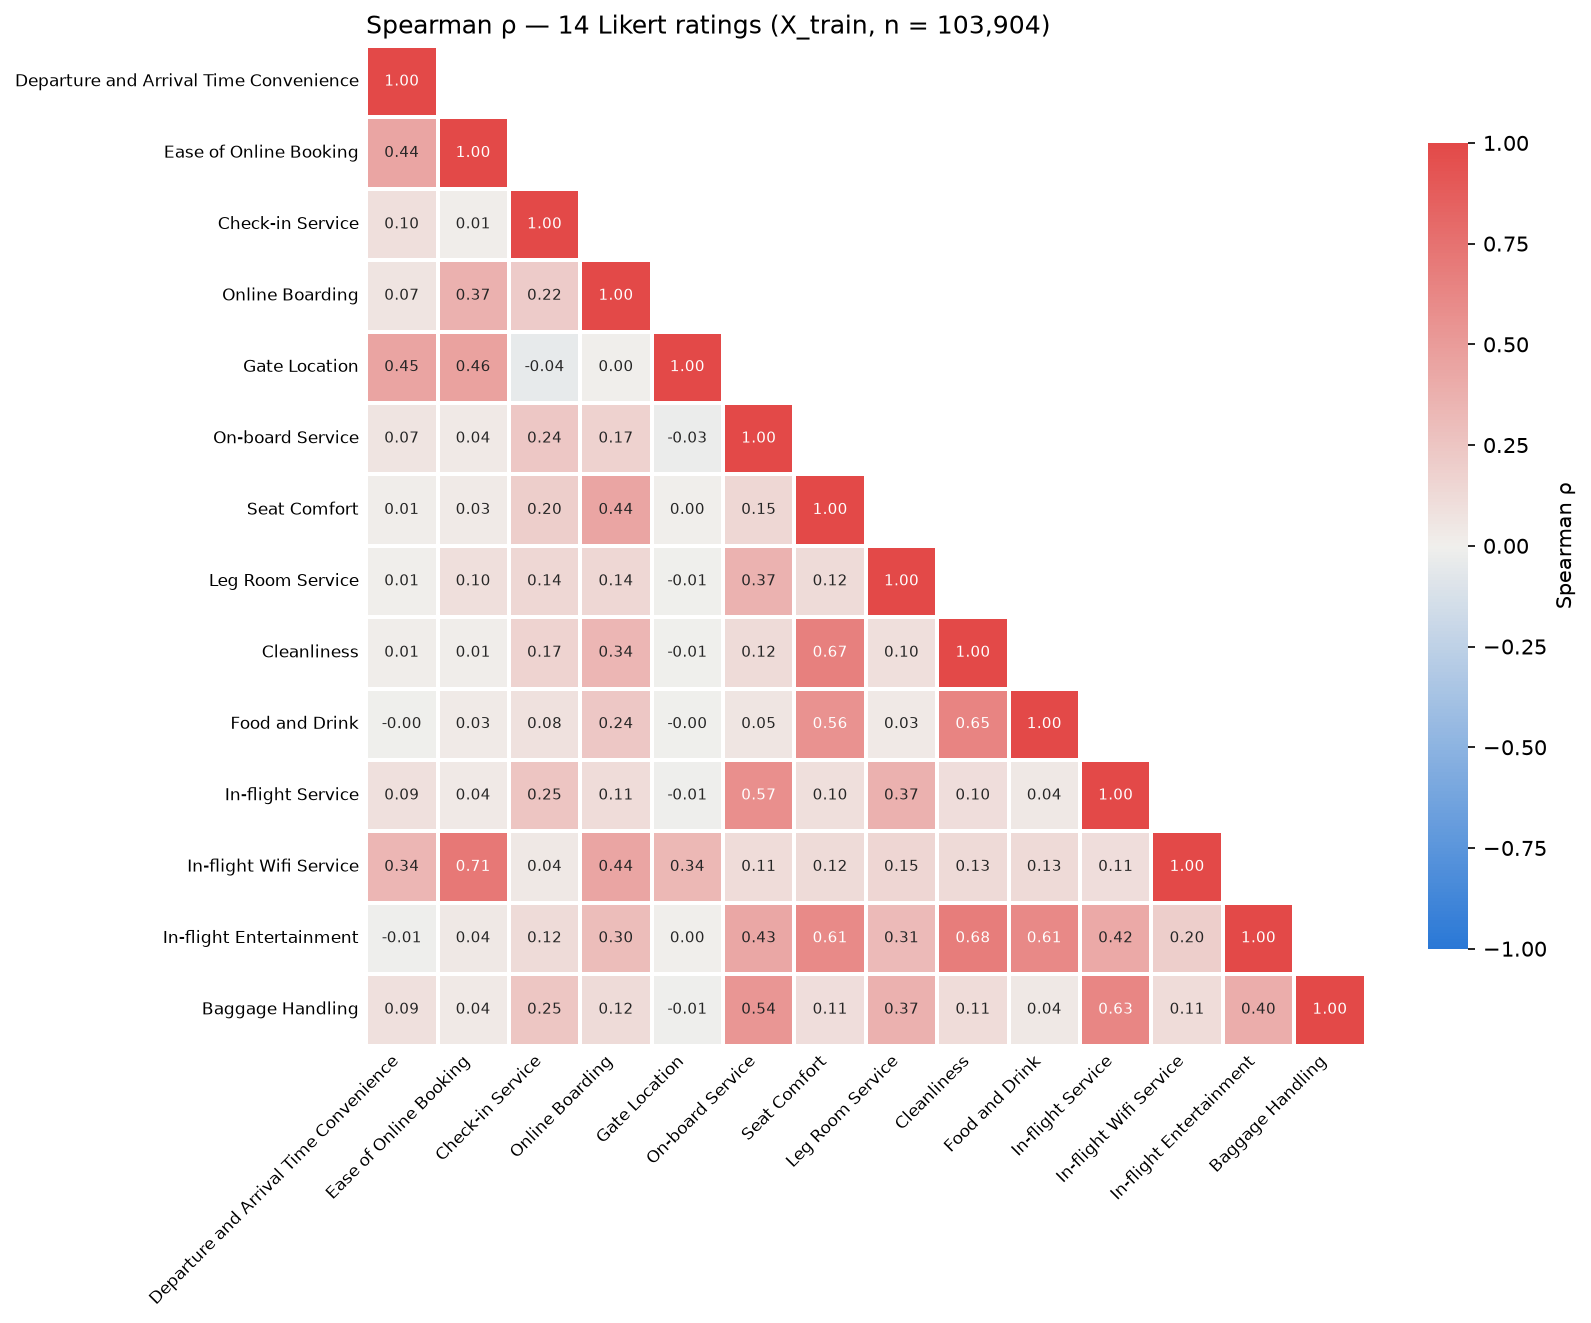 Spearman ρ — 14 Likert ratings (X_train, n = 103,904)
Departure and Arrival Time Convenience 1.00
Ease of Online Booking 0.44 1.00
Check-in Service 0.10 0.01 1.00
Online Boarding 0.07 0.37 0.22 1.00
Gate Location 0.45 0.46 -0.04 0.00 1.00
On-board Service 0.07 0.04 0.24 0.17 -0.03 1.00
Seat Comfort 0.01 0.03 0.20 0.44 0.00 0.15 1.00
Leg Room Service 0.01 0.10 0.14 0.14 -0.01 0.37 0.12 1.00
Cleanliness 0.01 0.01 0.17 0.34 -0.01 0.12 0.67 0.10 1.00
Food and Drink -0.00 0.03 0.08 0.24 -0.00 0.05 0.56 0.03 0.65 1.00
In-flight Service 0.09 0.04 0.25 0.11 -0.01 0.57 0.10 0.37 0.10 0.04 1.00
In-flight Wifi Service 0.34 0.71 0.04 0.44 0.34 0.11 0.12 0.15 0.13 0.13 0.11 1.00
In-flight Entertainment -0.01 0.04 0.12 0.30 0.00 0.43 0.61 0.31 0.68 0.61 0.42 0.20 1.00
Baggage Handling 0.09 0.04 0.25 0.12 -0.01 0.54 0.11 0.37 0.11 0.04 0.63 0.11 0.40 1.00
Departure and Arrival Time Convenience
Ease of Online Booking
Check-in Service
Online Boarding
Gate Location
On-board Service
Seat Comfort
Leg Room Service
Cleanliness
Food and Drink
In-flight Service
In-flight Wifi Service
In-flight Entertainment
Baggage Handling
1.00
0.75
0.50
0.25
0.00
−0.25
−0.50
−0.75
−1.00
Spearman ρ